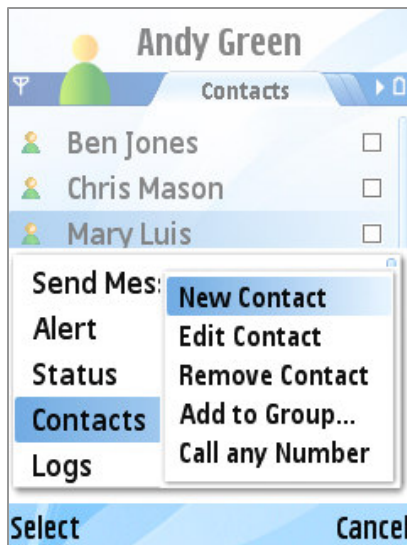 Andy Green
Contacts
Ben Jones
Chris Mason
Mary Luis
Send Mes
Alert
Status
Contacts
Logs
New Contact
Edit Contact
Remove Contact
Add to Group...
Call any Number
Select
Cancel